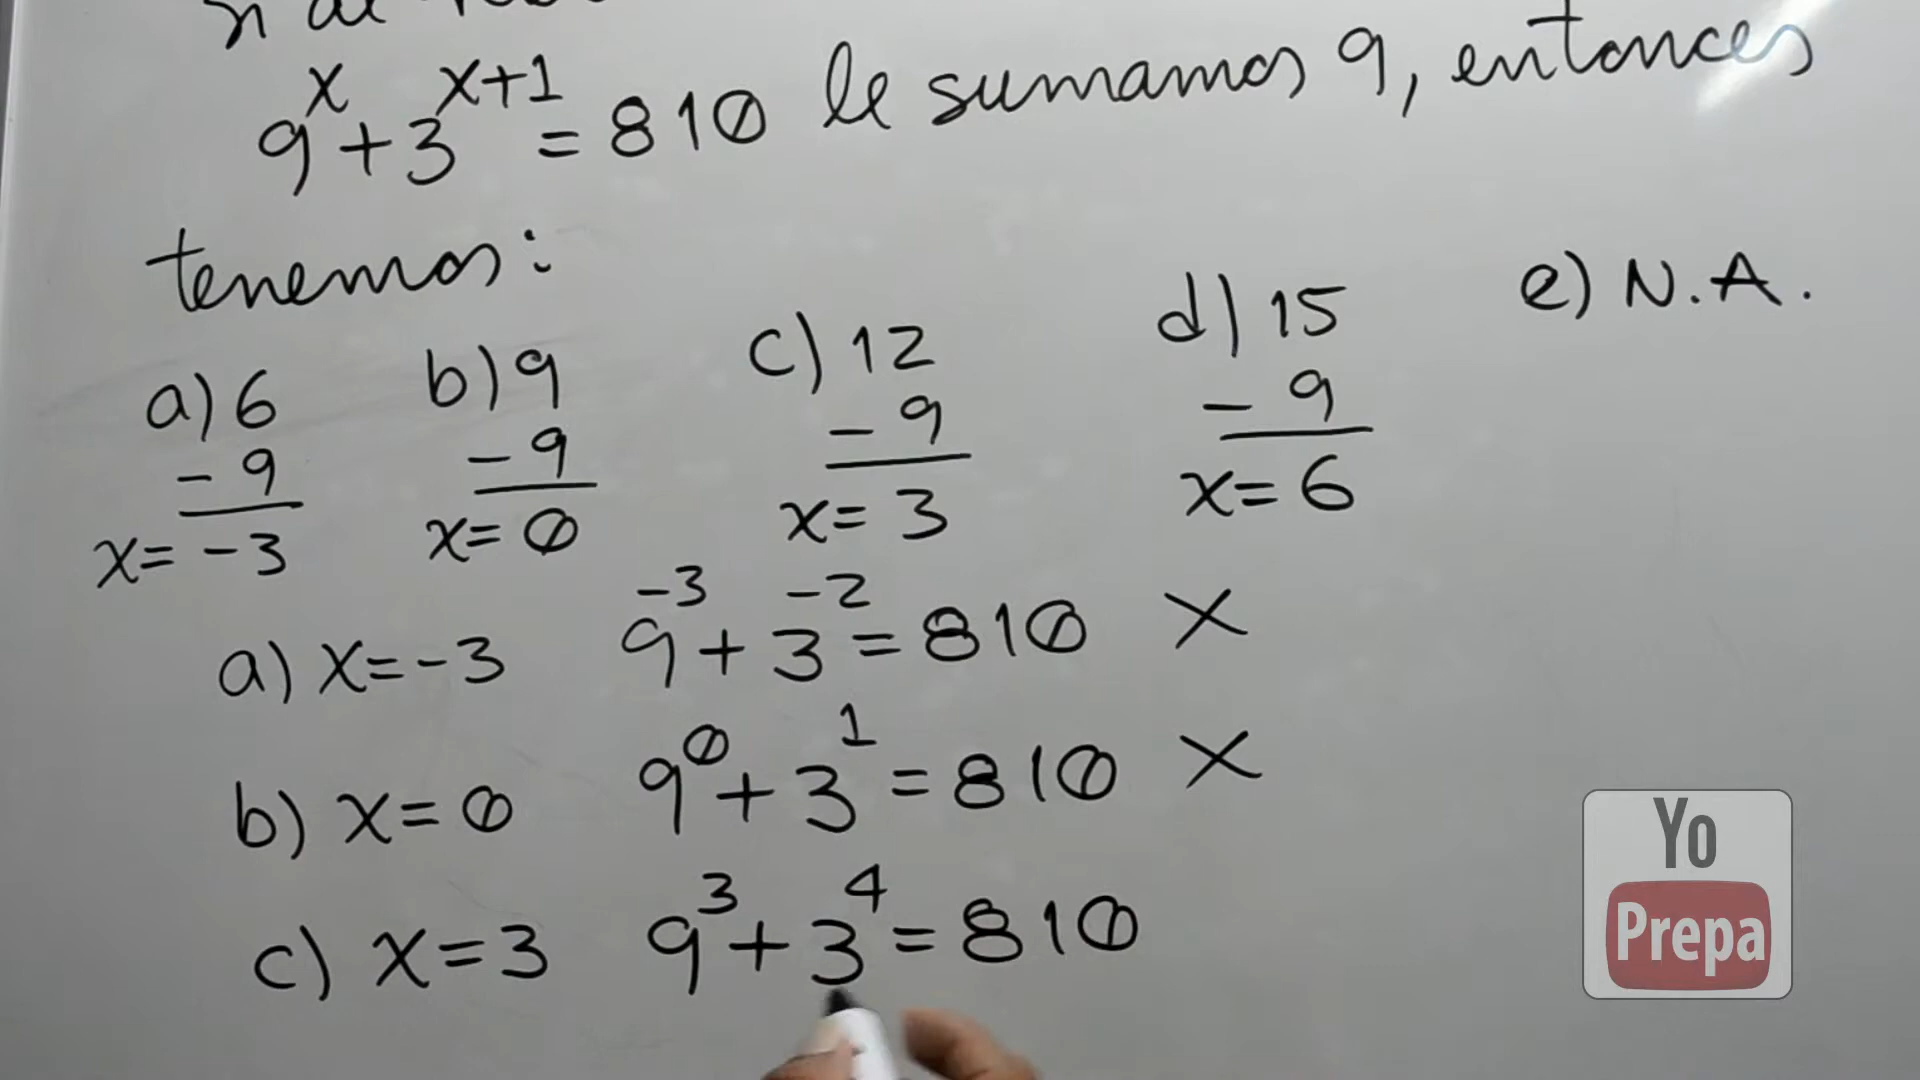 9^x + 3^(x+1) = 810 le sumamos 9, entonces
tenemos:
a) 6 b) 9 c) 12 d) 15 e) N.A.
- 9 - 9 - 9 - 9
x = -3 x = 0 x = 3 x = 6
a) x = -3 9^-3 + 3^-2 = 810 X
b) x = 0 9^0 + 3^1 = 810 X
c) x = 3 9^3 + 3^4 = 810
Yo
Prepa